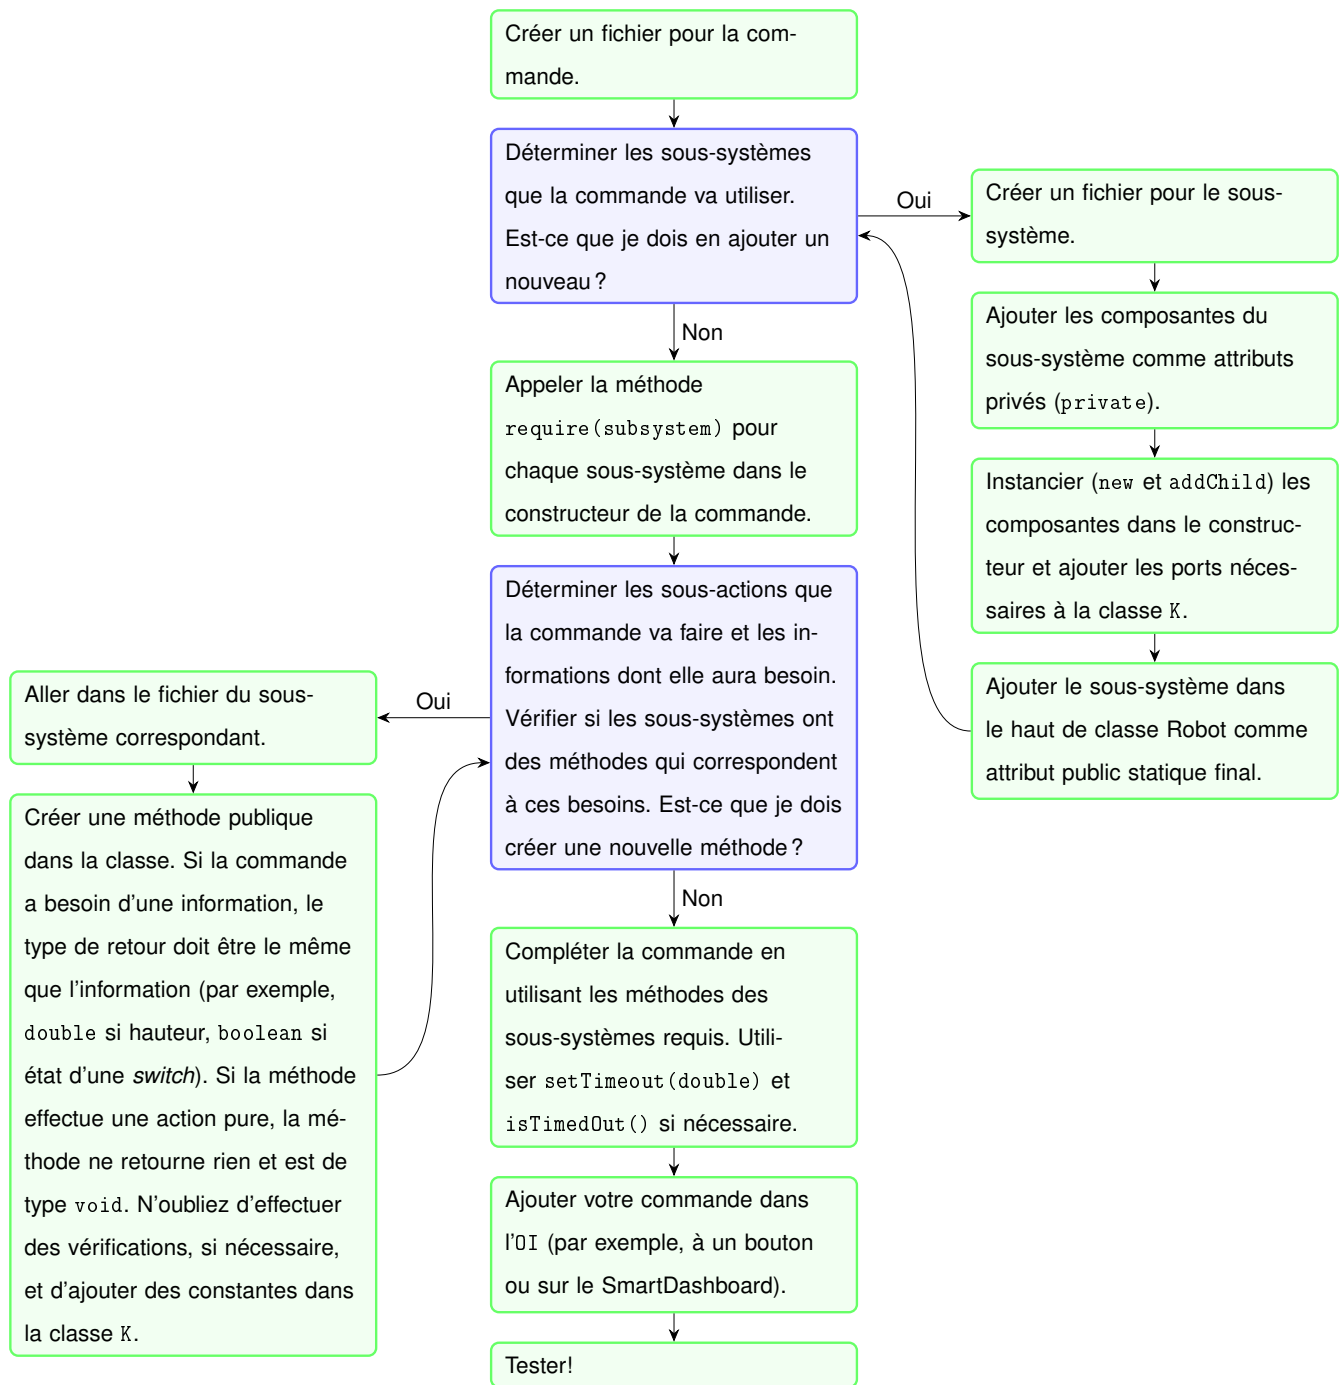 Créer un fichier pour la com-
mande.
Déterminer les sous-systèmes
que la commande va utiliser.
Est-ce que je dois en ajouter un
nouveau ?
Oui
Créer un fichier pour le sous-
système.
Ajouter les composantes du
sous-système comme attributs
privés (private).
Instancier (new et addChild) les
composantes dans le construc-
teur et ajouter les ports néces-
saires à la classe K.
Ajouter le sous-système dans
le haut de classe Robot comme
attribut public statique final.
Non
Appeler la méthode
require(subsystem) pour
chaque sous-système dans le
constructeur de la commande.
Déterminer les sous-actions que
la commande va faire et les in-
formations dont elle aura besoin.
Vérifier si les sous-systèmes ont
des méthodes qui correspondent
à ces besoins. Est-ce que je dois
créer une nouvelle méthode ?
Oui
Aller dans le fichier du sous-
système correspondant.
Créer une méthode publique
dans la classe. Si la commande
a besoin d'une information, le
type de retour doit être le même
que l'information (par exemple,
double si hauteur, boolean si
état d'une switch). Si la méthode
effectue une action pure, la mé-
thode ne retourne rien et est de
type void. N'oubliez d'effectuer
des vérifications, si nécessaire,
et d'ajouter des constantes dans
la classe K.
Non
Compléter la commande en
utilisant les méthodes des
sous-systèmes requis. Utili-
ser setTimeout(double) et
isTimedOut() si nécessaire.
Ajouter votre commande dans
l'OI (par exemple, à un bouton
ou sur le SmartDashboard).
Tester!